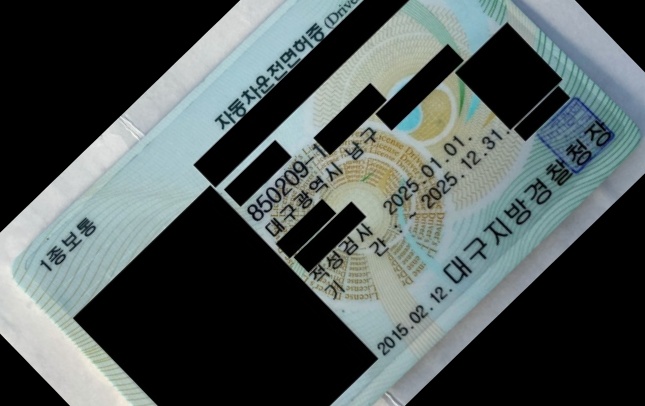 자동차운전면허증 (Drive
1종보통
850209-1
대구광역시 남구
적성검사 2025.01.01.
기 간 : ~ 2025.12.31.
2015.02.12.
대구지방경찰청장